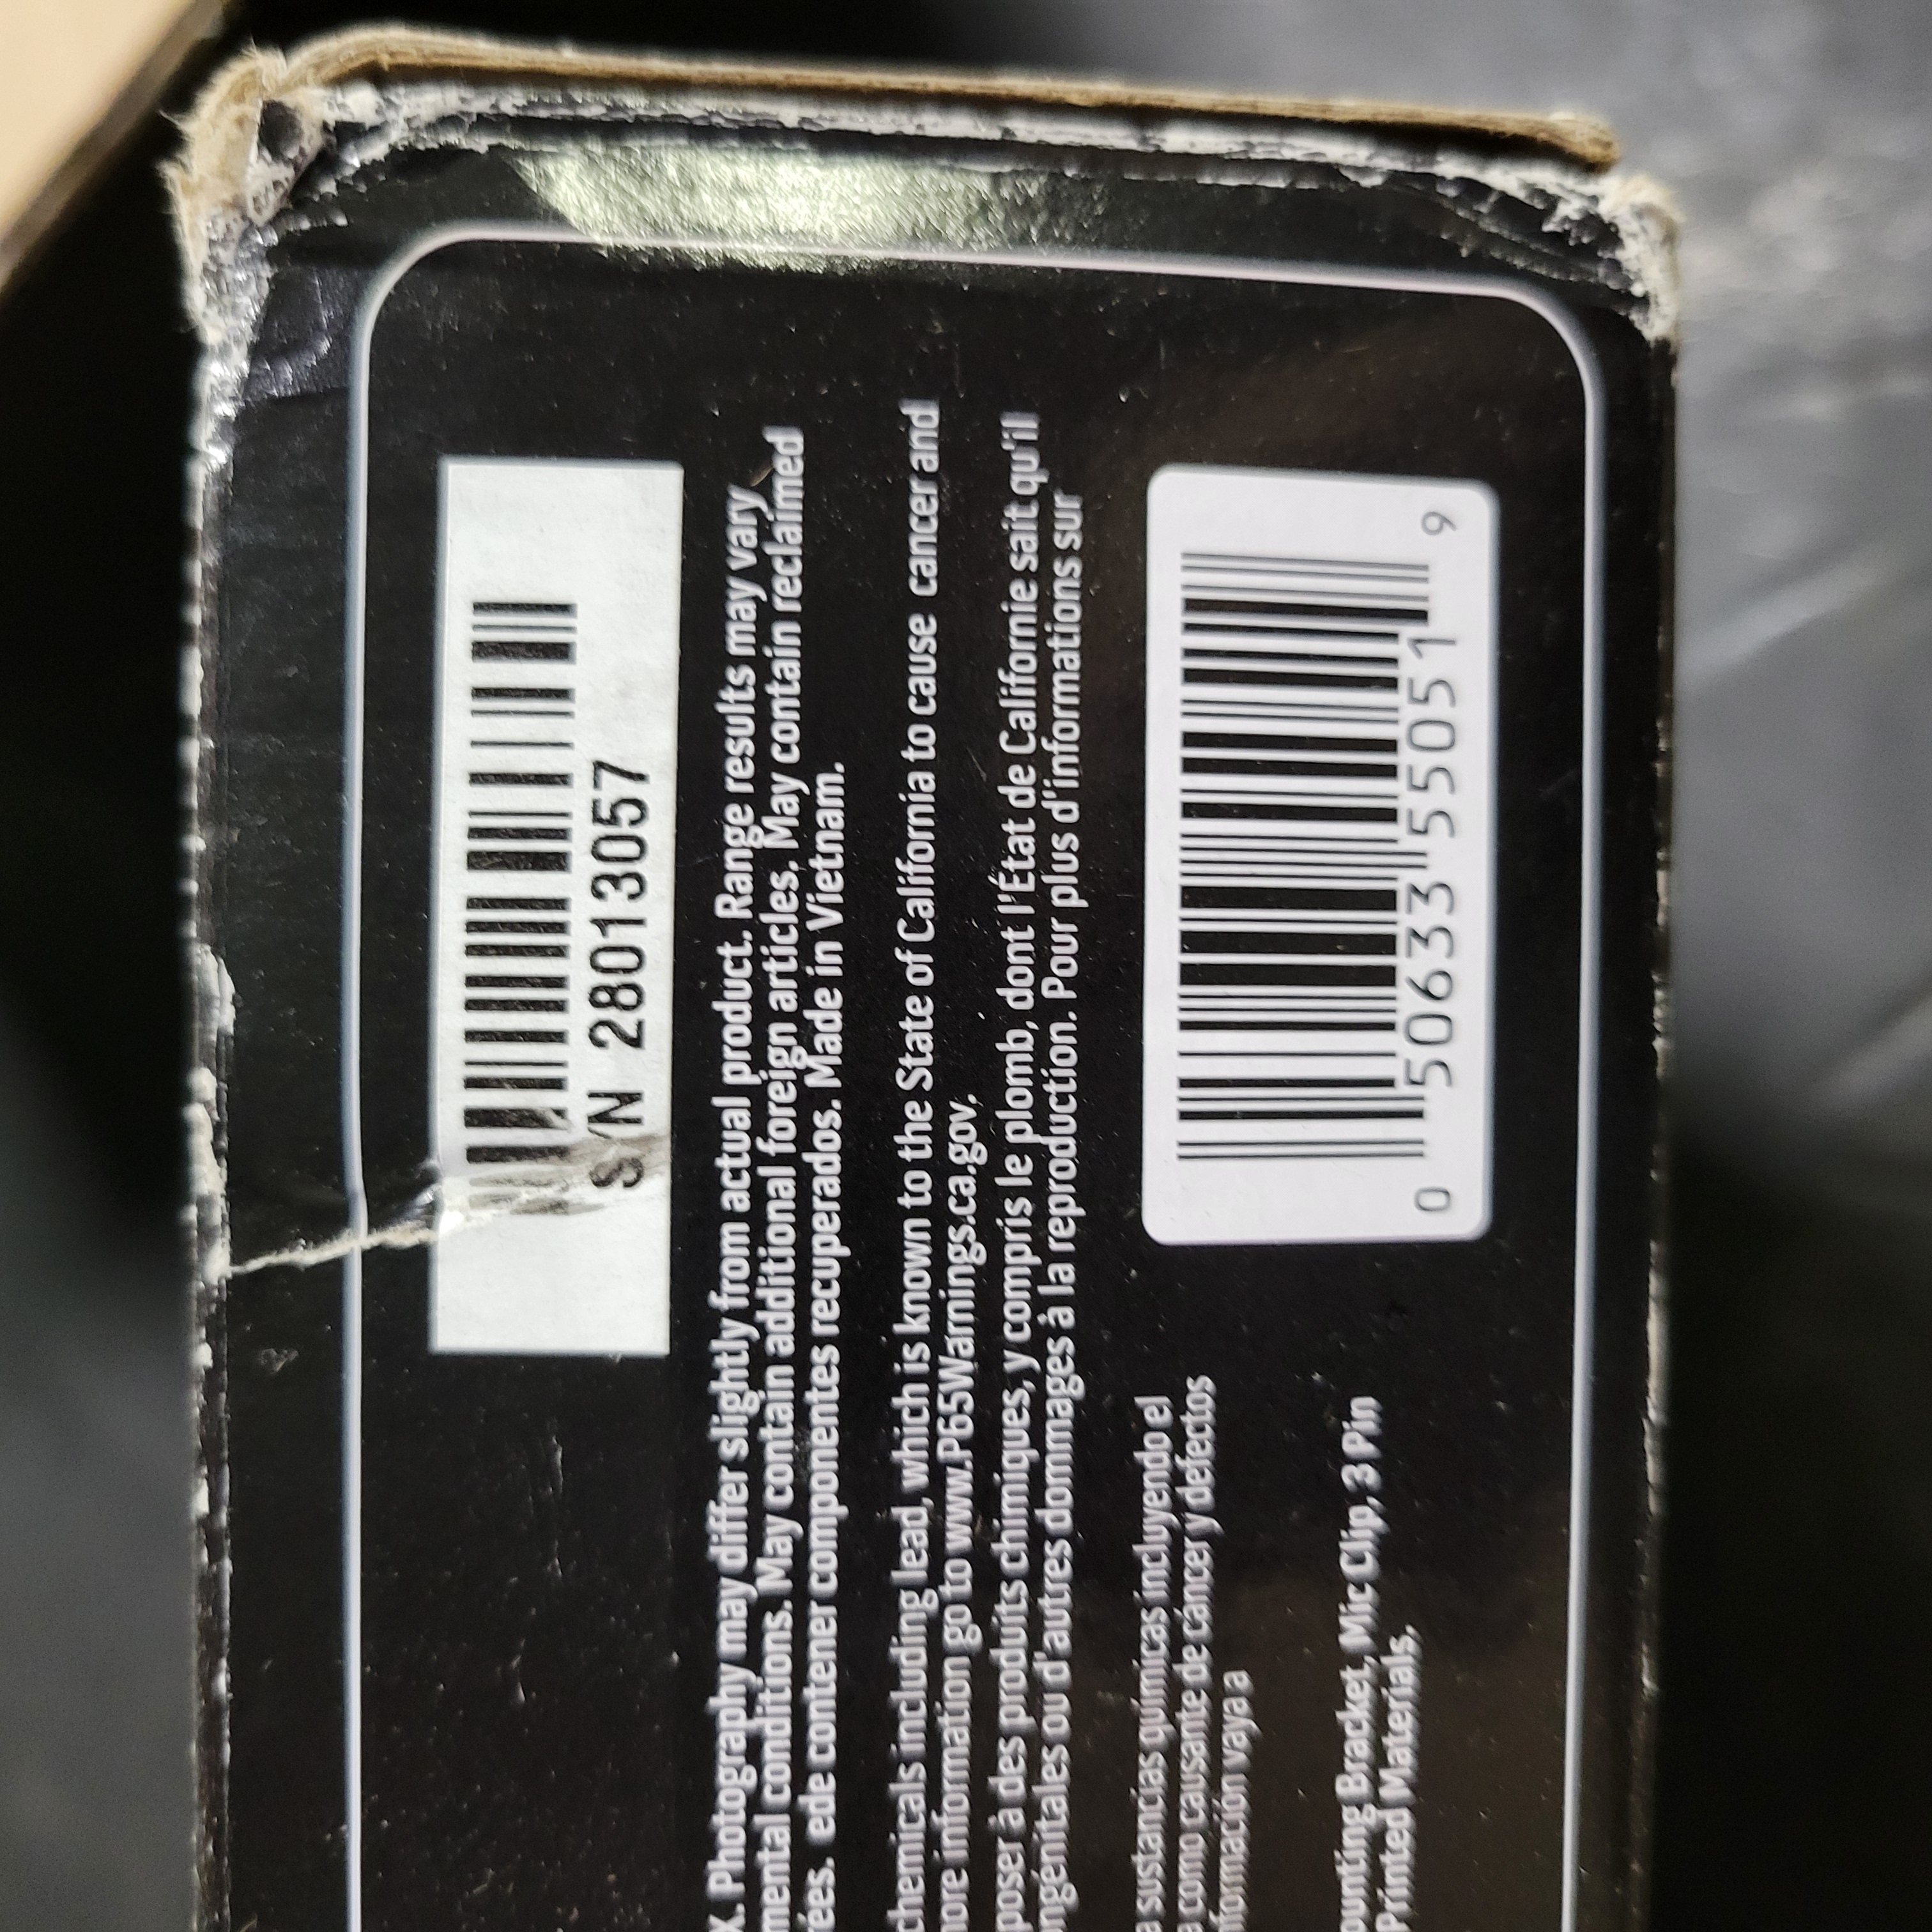 S/N 28013057
X. Photography may differ slightly from actual product. Range results may vary
mental conditions. May contain additional foreign articles. May contain reclaimed
ées. ede contener componentes recuperados. Made in Vietnam.
chemicals including lead, which is known to the State of California to cause cancer and
ore information go to www.P65Warnings.ca.gov.
poser à des produits chimiques, y compris le plomb, dont l'État de Californie sait qu'il
ongénitales ou d'autres dommages à la reproduction. Pour plus d'informations sur
a sustancias químicas incluyendo el
a como causante de cáncer y defectos
nformación vaya a
0 50633 55051 9
ounting Bracket, Mic Clip, 3 Pin
Printed Materials.